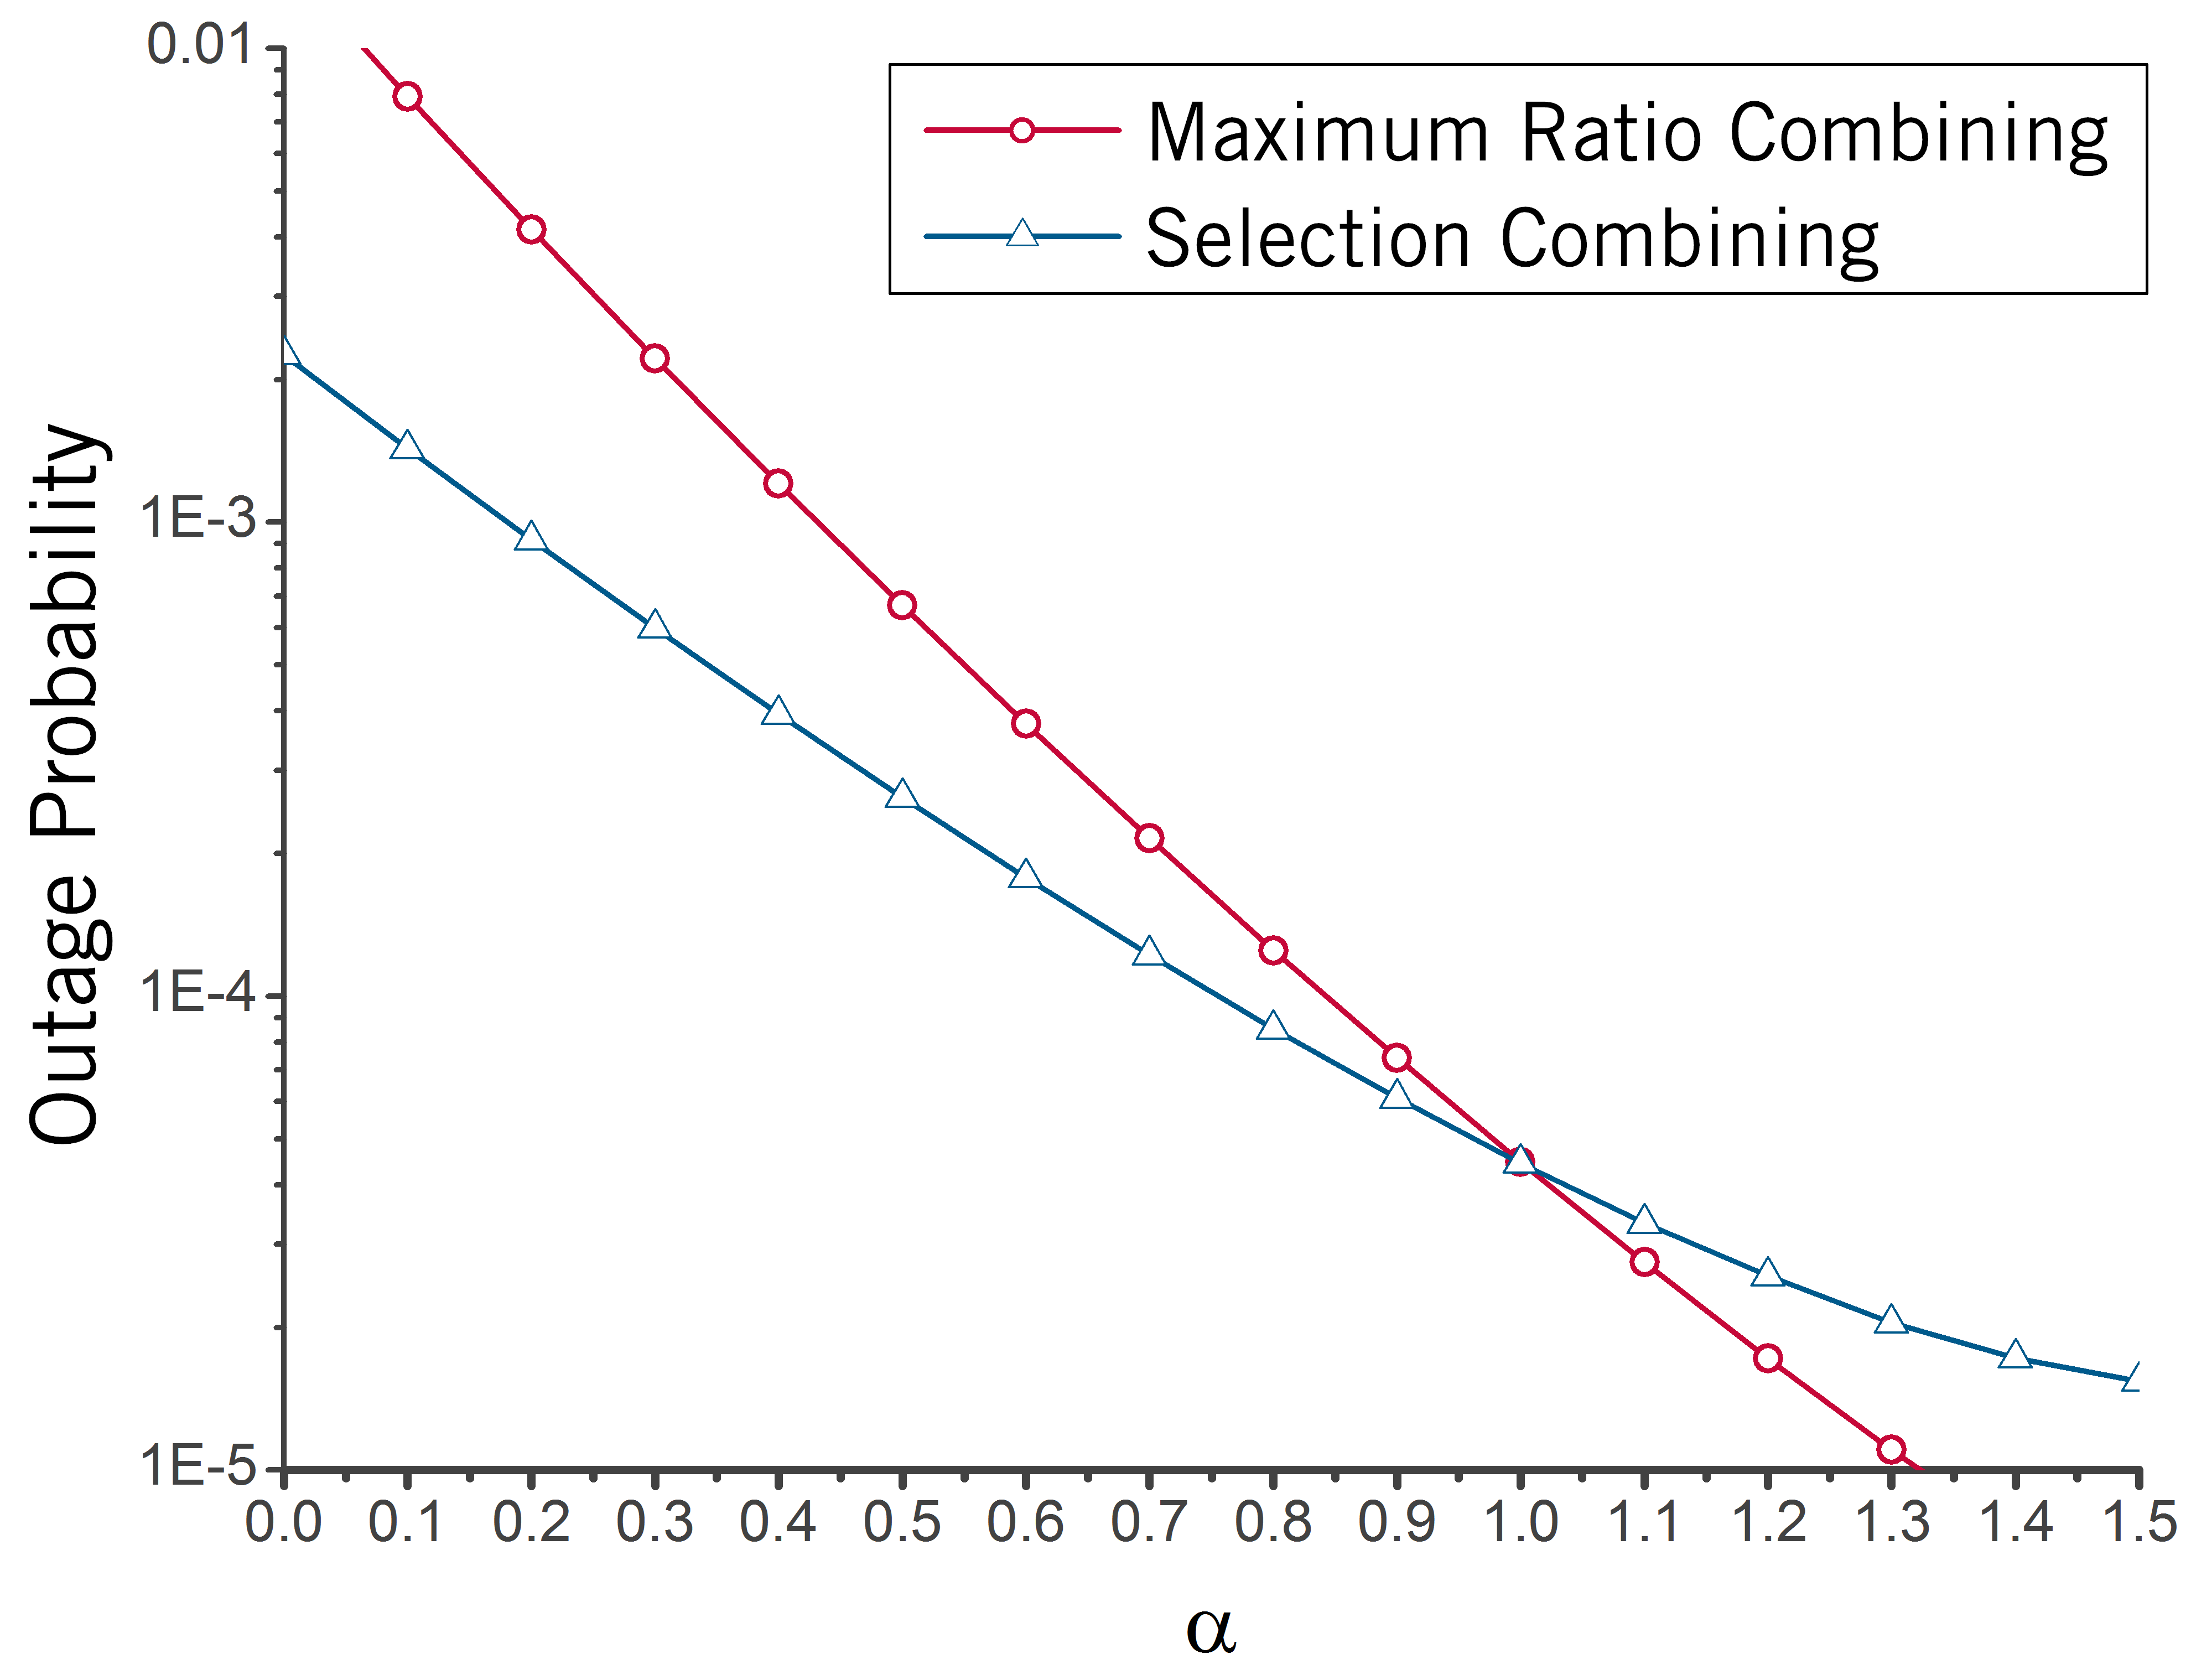 0.01
1E-3
1E-4
1E-5
Outage Probability
Maximum Ratio Combining
Selection Combining
0.0 0.1 0.2 0.3 0.4 0.5 0.6 0.7 0.8 0.9 1.0 1.1 1.2 1.3 1.4 1.5
α